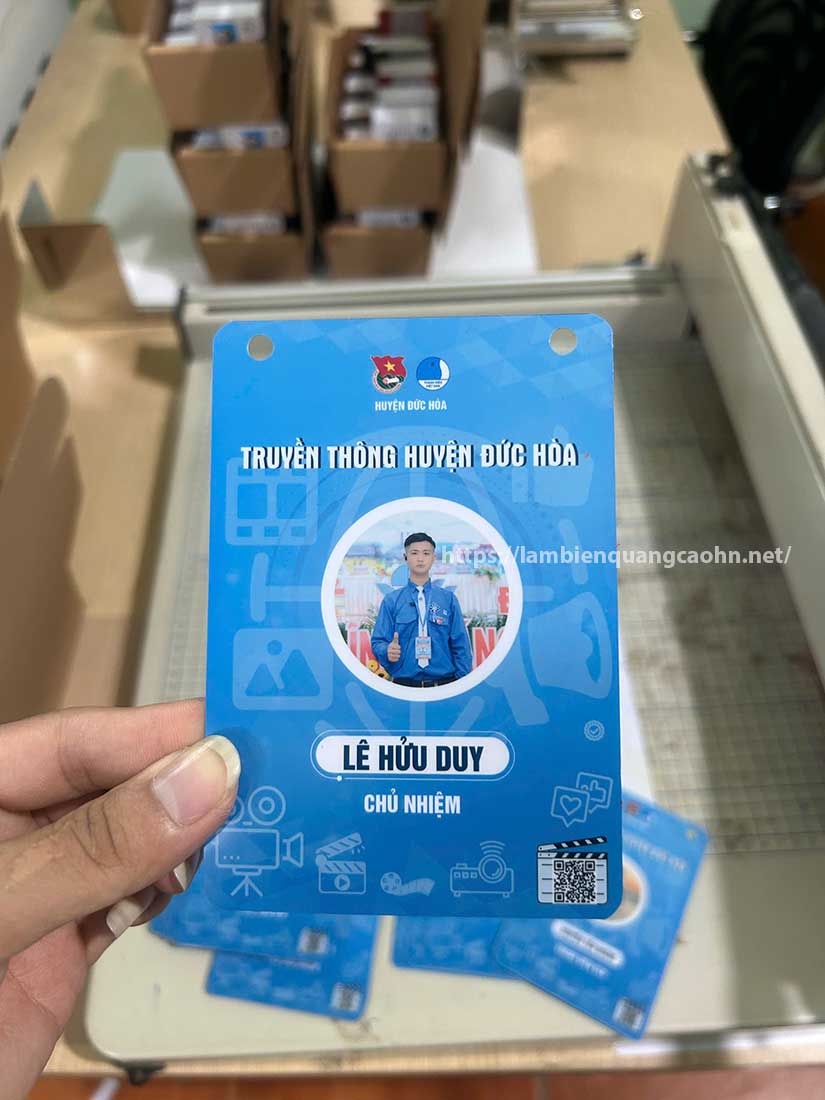 HUYỆN ĐỨC HÒA
TRUYỀN THÔNG HUYỆN ĐỨC HÒA
https://lambienquangcaohn.net/
LÊ HỬU DUY
CHỦ NHIỆM